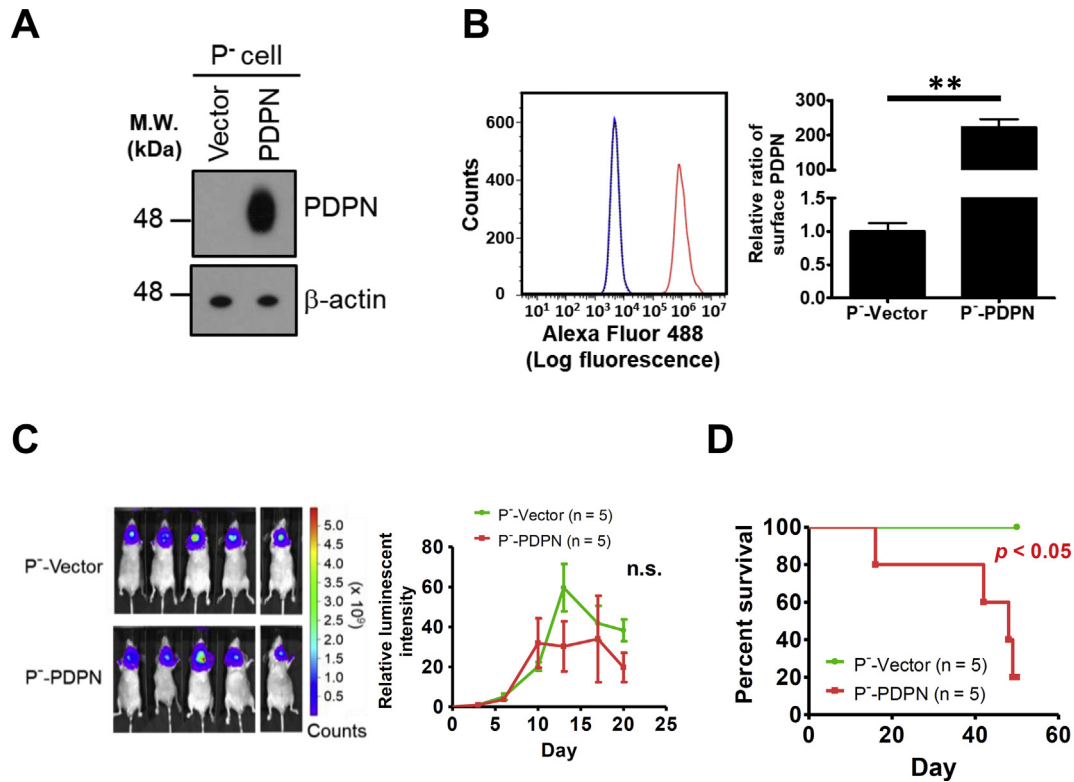 A
P⁻ cell
Vector
PDPN
M.W.
(kDa)
48
PDPN
48
β-actin
B
600
400
200
0
Counts
10¹ 10² 10³ 10⁴ 10⁵ 10⁶ 10⁷
Alexa Fluor 488
(Log fluorescence)
**
Relative ratio of
surface PDPN
300
200
100
1.5
1.0
0.5
0.0
P⁻-Vector
P⁻-PDPN
C
P⁻-Vector
P⁻-PDPN
5.0
4.5
4.0
3.5
3.0
2.5
2.0
1.5
1.0
0.5
(x 10⁹)
Counts
P⁻-Vector (n = 5)
P⁻-PDPN (n = 5)
n.s.
Relative luminescent
intensity
80
60
40
20
0
0 5 10 15 20 25
Day
D
Percent survival
100
80
60
40
20
0
p < 0.05
P⁻-Vector (n = 5)
P⁻-PDPN (n = 5)
0 20 40 60
Day